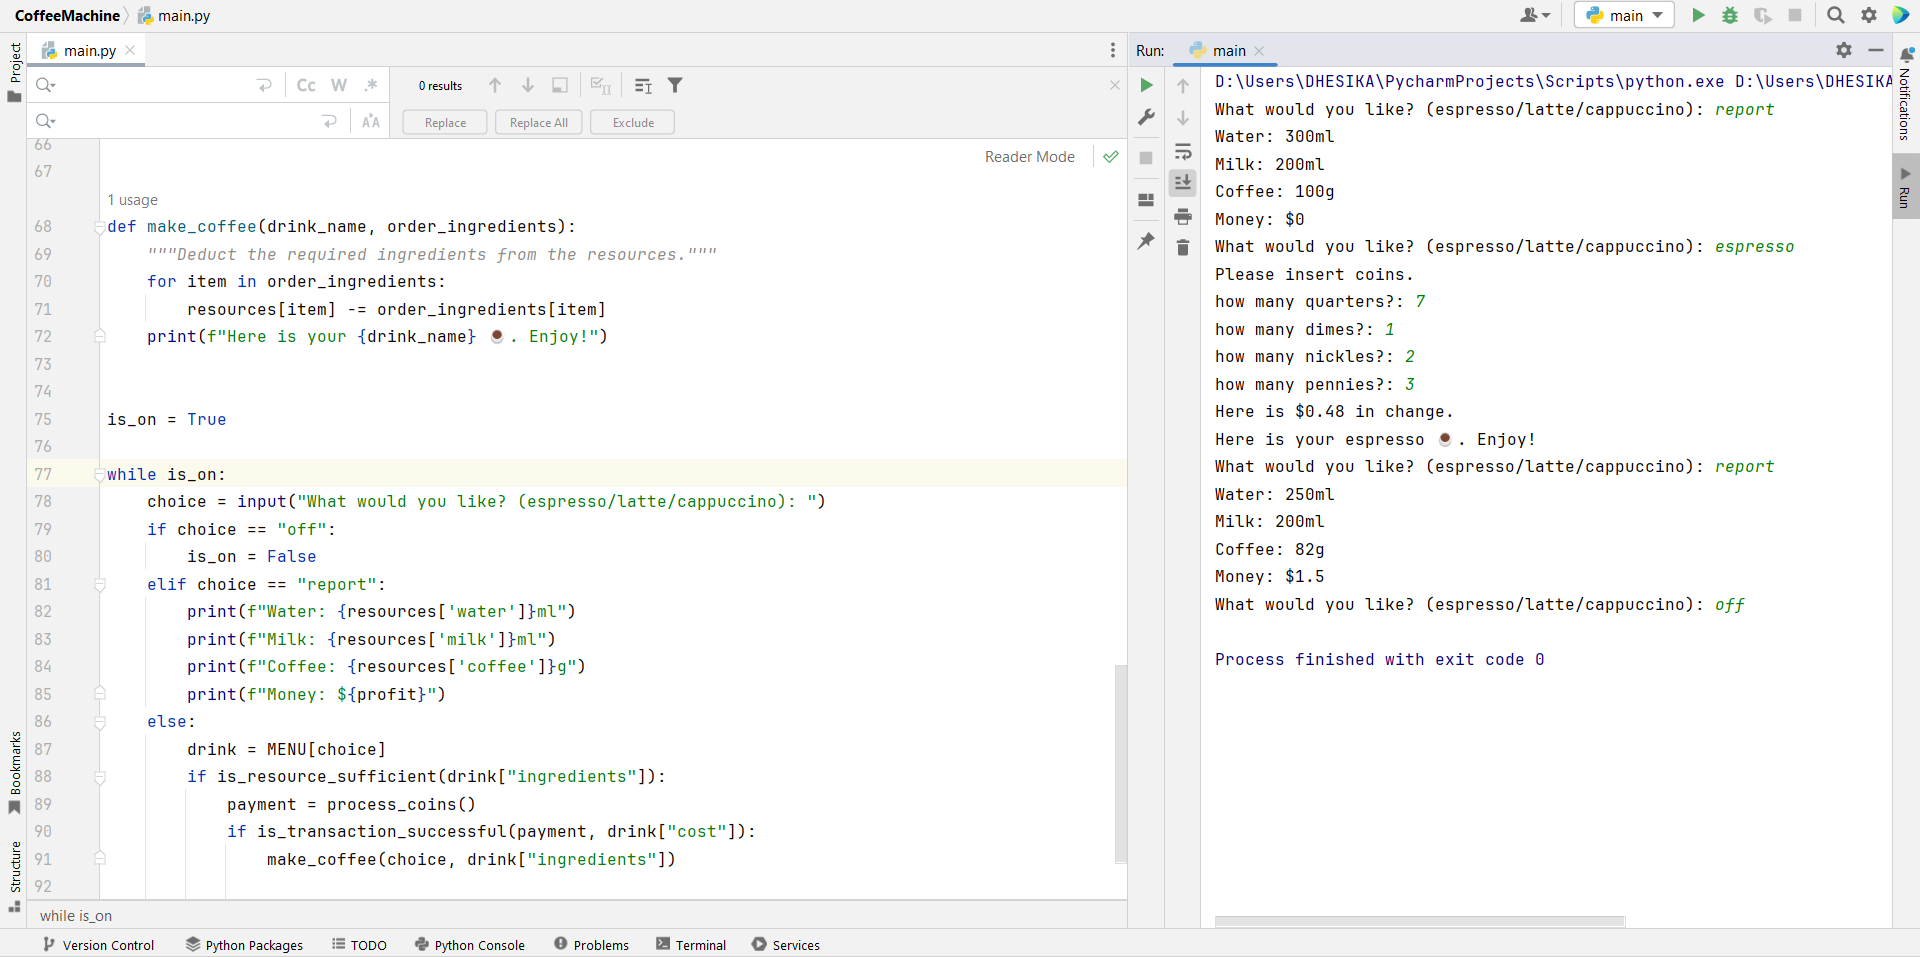 CoffeeMachine main.py
main
Project
main.py
Run: main
Cc W .*
0 results
Replace Replace All Exclude
Reader Mode
66
67
1 usage
68 def make_coffee(drink_name, order_ingredients):
69 """Deduct the required ingredients from the resources."""
70 for item in order_ingredients:
71 resources[item] -= order_ingredients[item]
72 print(f"Here is your {drink_name} ☕. Enjoy!")
73
74
75 is_on = True
76
77 while is_on:
78 choice = input("What would you like? (espresso/latte/cappuccino): ")
79 if choice == "off":
80 is_on = False
81 elif choice == "report":
82 print(f"Water: {resources['water']}ml")
83 print(f"Milk: {resources['milk']}ml")
84 print(f"Coffee: {resources['coffee']}g")
85 print(f"Money: ${profit}")
86 else:
87 drink = MENU[choice]
88 if is_resource_sufficient(drink["ingredients"]):
89 payment = process_coins()
90 if is_transaction_successful(payment, drink["cost"]):
91 make_coffee(choice, drink["ingredients"])
92
while is_on
D:\Users\DHESIKA\PycharmProjects\Scripts\python.exe D:\Users\DHESIKA
What would you like? (espresso/latte/cappuccino): report
Water: 300ml
Milk: 200ml
Coffee: 100g
Money: $0
What would you like? (espresso/latte/cappuccino): espresso
Please insert coins.
how many quarters?: 7
how many dimes?: 1
how many nickles?: 2
how many pennies?: 3
Here is $0.48 in change.
Here is your espresso ☕. Enjoy!
What would you like? (espresso/latte/cappuccino): report
Water: 250ml
Milk: 200ml
Coffee: 82g
Money: $1.5
What would you like? (espresso/latte/cappuccino): off
Process finished with exit code 0
Notifications
Run
Bookmarks
Structure
Version Control Python Packages TODO Python Console Problems Terminal Services